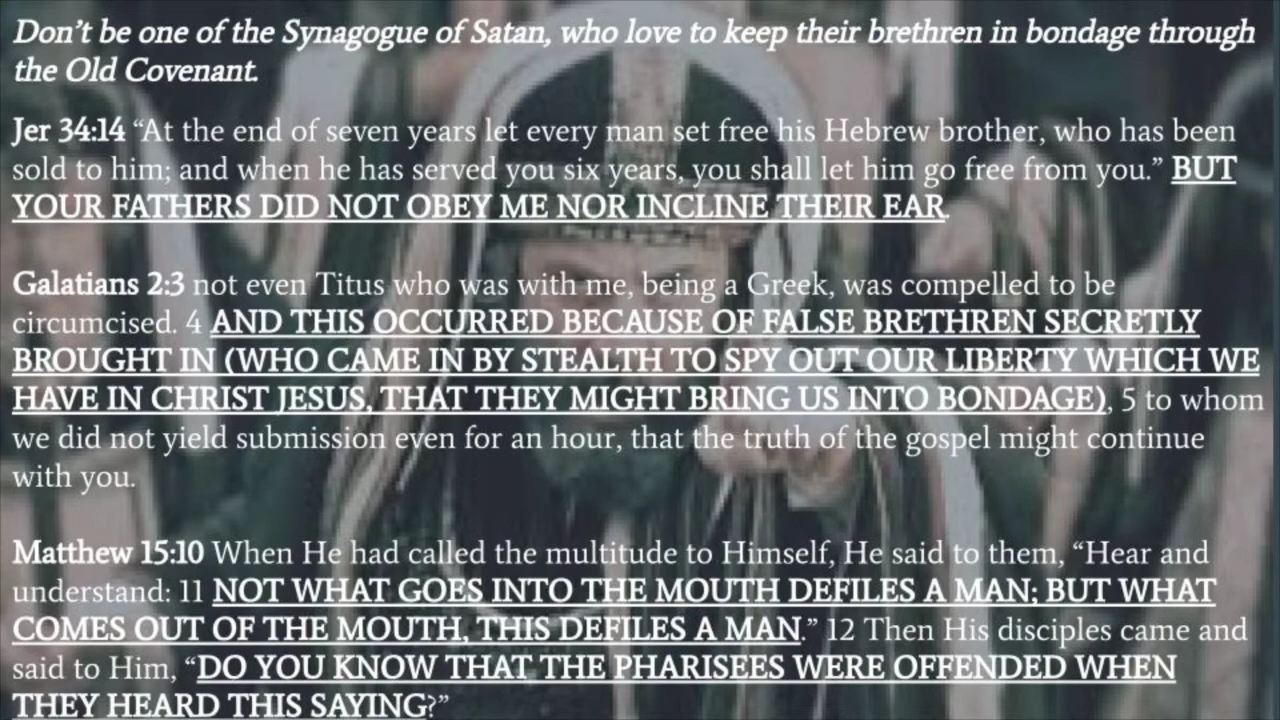 Don't be one of the Synagogue of Satan, who love to keep their brethren in bondage through
the Old Covenant.
Jer 34:14 “At the end of seven years let every man set free his Hebrew brother, who has been
sold to him; and when he has served you six years, you shall let him go free from you.” BUT
YOUR FATHERS DID NOT OBEY ME NOR INCLINE THEIR EAR.
Galatians 2:3 not even Titus who was with me, being a Greek, was compelled to be
circumcised. 4 AND THIS OCCURRED BECAUSE OF FALSE BRETHREN SECRETLY
BROUGHT IN (WHO CAME IN BY STEALTH TO SPY OUT OUR LIBERTY WHICH WE
HAVE IN CHRIST JESUS, THAT THEY MIGHT BRING US INTO BONDAGE), 5 to whom
we did not yield submission even for an hour, that the truth of the gospel might continue
with you.
Matthew 15:10 When He had called the multitude to Himself, He said to them, “Hear and
understand: 11 NOT WHAT GOES INTO THE MOUTH DEFILES A MAN; BUT WHAT
COMES OUT OF THE MOUTH, THIS DEFILES A MAN.” 12 Then His disciples came and
said to Him, “DO YOU KNOW THAT THE PHARISEES WERE OFFENDED WHEN
THEY HEARD THIS SAYING?”